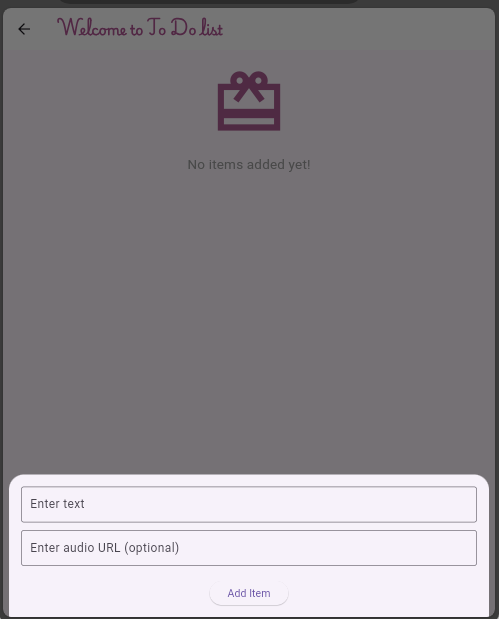 Welcome to To Do list
No items added yet!
Enter text
Enter audio URL (optional)
Add Item